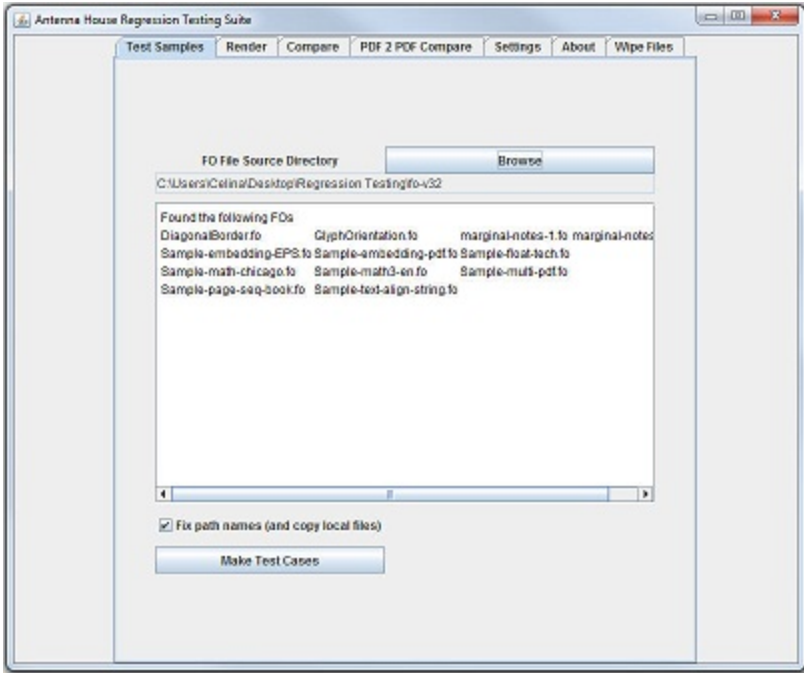 Antenna House Regression Testing Suite
Test Samples Render Compare PDF 2 PDF Compare Settings About Wipe Files
FO File Source Directory Browse
C:\Users\Celina\Desktop\Regression Testing\fo-v32
Found the following FOs
DiagonalBorder.fo GlyphOrientation.fo marginal-notes-1.fo marginal-notes
Sample-embedding-EPS.fo Sample-embedding-pdf.fo Sample-float-tech.fo
Sample-math-chicago.fo Sample-math3-en.fo Sample-multi-pdf.fo
Sample-page-seq-book.fo Sample-text-align-string.fo
Fix path names (and copy local files)
Make Test Cases